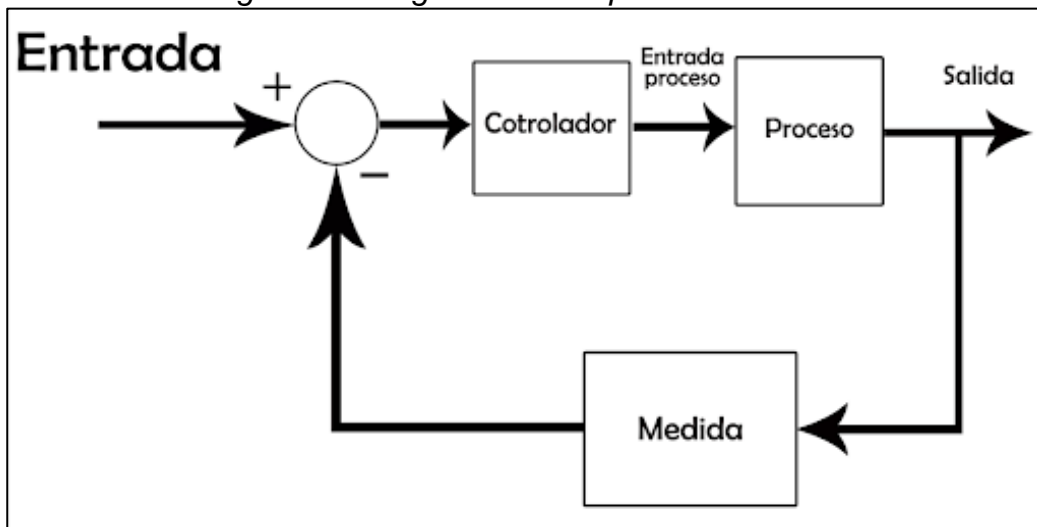 Entrada
+
Cotrolador
Entrada
proceso
Proceso
Salida
−
Medida